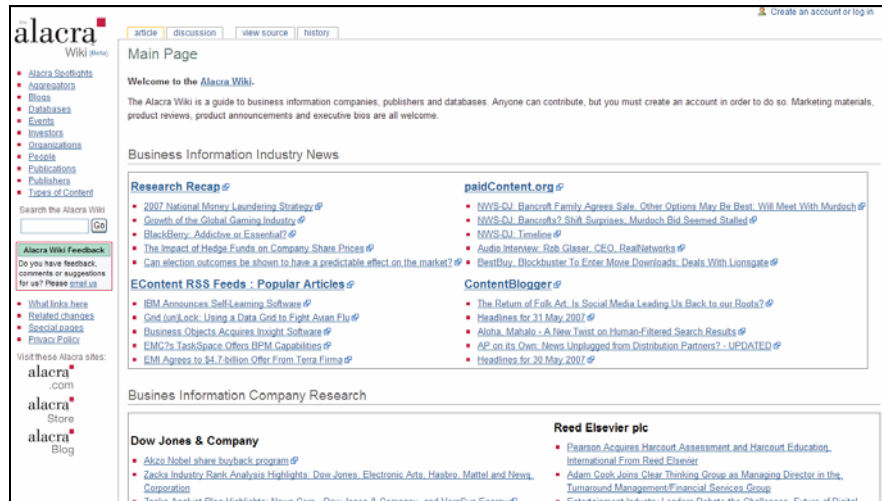 Create an account or log in
the
alacra
Wiki (Beta)
article
discussion
view source
history
Main Page
Welcome to the Alacra Wiki.
The Alacra Wiki is a guide to business information companies, publishers and databases. Anyone can contribute, but you must create an account in order to do so. Marketing materials,
product reviews, product announcements and executive bios are all welcome.
Alacra Spotlights
Aggregators
Blogs
Databases
Events
Investors
Organizations
People
Publications
Publishers
Types of Content
Search the Alacra Wiki
Go
Alacra Wiki Feedback
Do you have feedback,
comments or suggestions
for us? Please email us
What links here
Related changes
Special pages
Privacy Policy
Visit these Alacra sites:
alacra
.com
alacra
Store
alacra
Blog
Business Information Industry News
Research Recap
2007 National Money Laundering Strategy
Growth of the Global Gaming Industry
BlackBerry: Addictive or Essential?
The Impact of Hedge Funds on Company Share Prices
Can election outcomes be shown to have a predictable effect on the market?
paidContent.org
NWS-DJ: Bancroft Family Agrees Sale, Other Options May Be Best; Will Meet With Murdoch
NWS-DJ: Bancrofts? Shift Surprises; Murdoch Bid Seemed Stalled
NWS-DJ: Timeline
Audio Interview: Rob Glaser, CEO, RealNetworks
BestBuy, Blockbuster To Enter Movie Downloads; Deals With Lionsgate
EContent RSS Feeds : Popular Articles
IBM Announces Self-Learning Software
Grid (un)Lock: Using a Data Grid to Fight Avian Flu
Business Objects Acquires Inxight Software
EMC?s TaskSpace Offers BPM Capabilities
EMI Agrees to $4.7-billion Offer From Terra Firma
ContentBlogger
The Return of Folk Art: Is Social Media Leading Us Back to our Roots?
Headlines for 31 May 2007
Aloha, Mahalo - A New Twist on Human-Filtered Search Results
AP on its Own: News Unplugged from Distribution Partners? - UPDATED
Headlines for 30 May 2007
Busines Information Company Research
Dow Jones & Company
Akzo Nobel share buyback program
Zacks Industry Rank Analysis Highlights: Dow Jones, Electronic Arts, Hasbro, Mattel and News
Corporation
Reed Elsevier plc
Pearson Acquires Harcourt Assessment and Harcourt Education
International From Reed Elsevier
Adam Cook Joins Clear Thinking Group as Managing Director in the
Turnaround Management/Financial Services Group